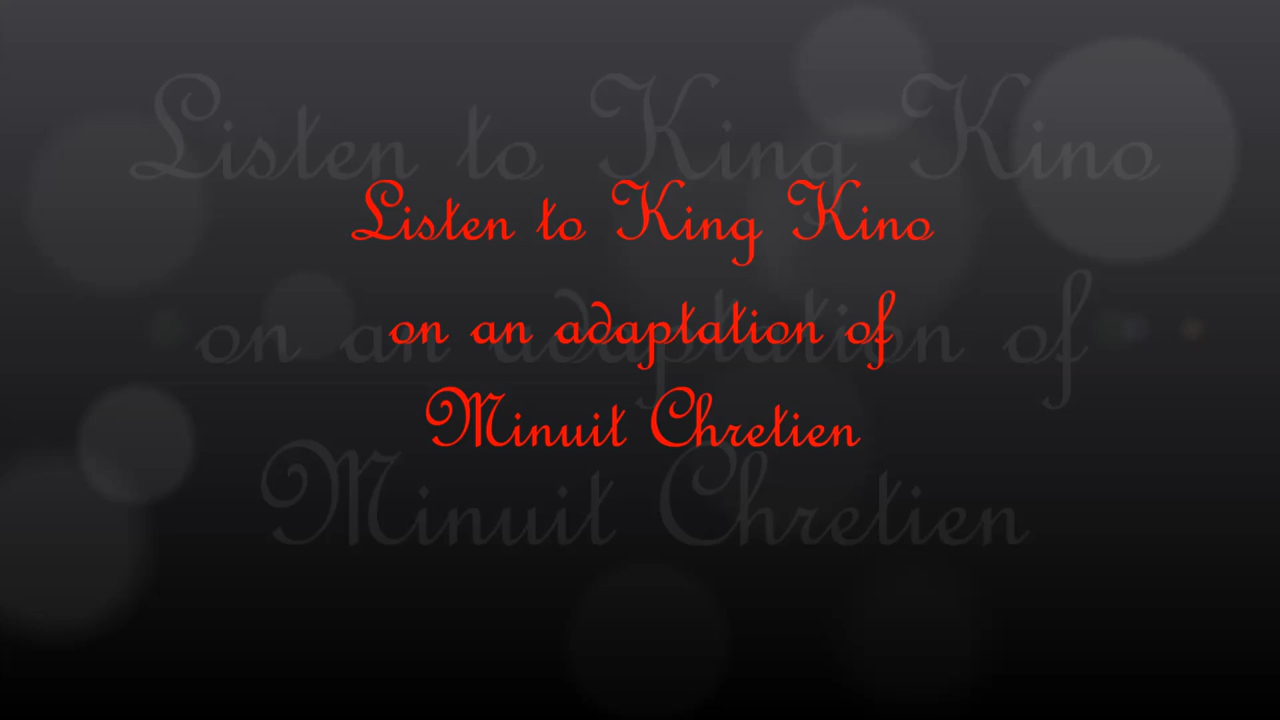 Listen to King Kino
on an adaptation of
Minuit Chretien